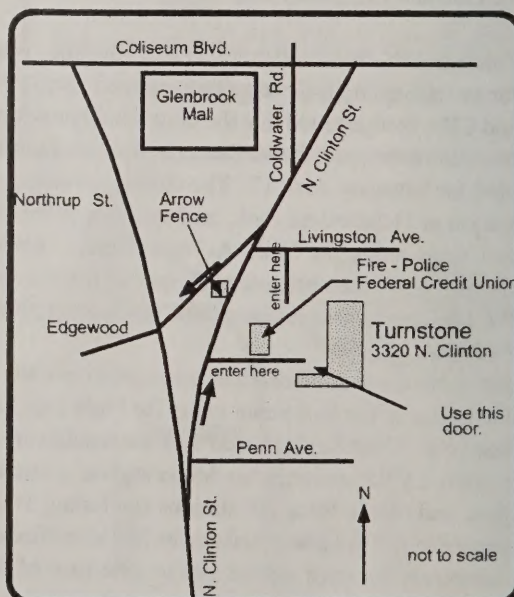 Coliseum Blvd.
Glenbrook
Mall
Coldwater Rd.
N. Clinton St.
Northrup St.
Arrow
Fence
Livingston Ave.
enter here
Fire - Police
Federal Credit Union
Edgewood
Turnstone
3320 N. Clinton
enter here
Use this
door.
Penn Ave.
N. Clinton St.
N
not to scale